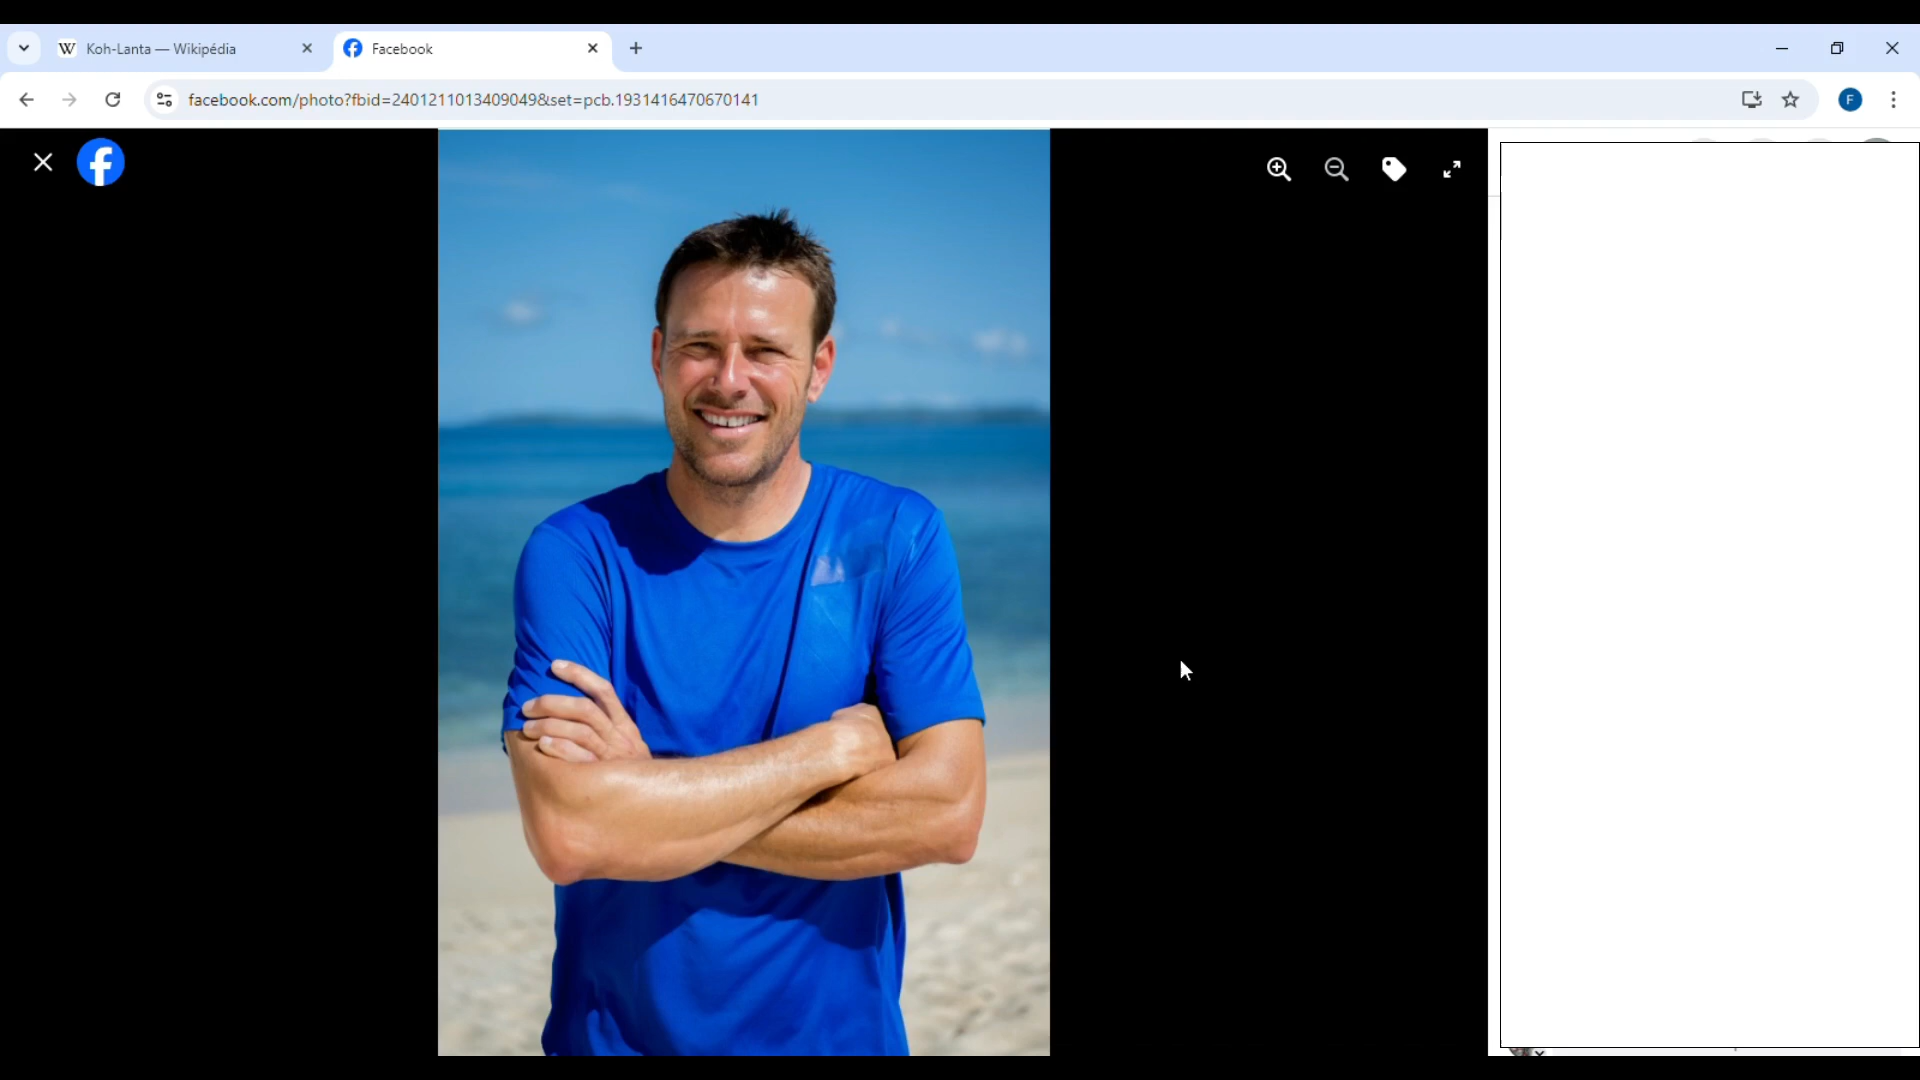 Koh-Lanta — Wikipédia
Facebook
facebook.com/photo?fbid=2401211013409049&set=pcb.1931416470670141
F